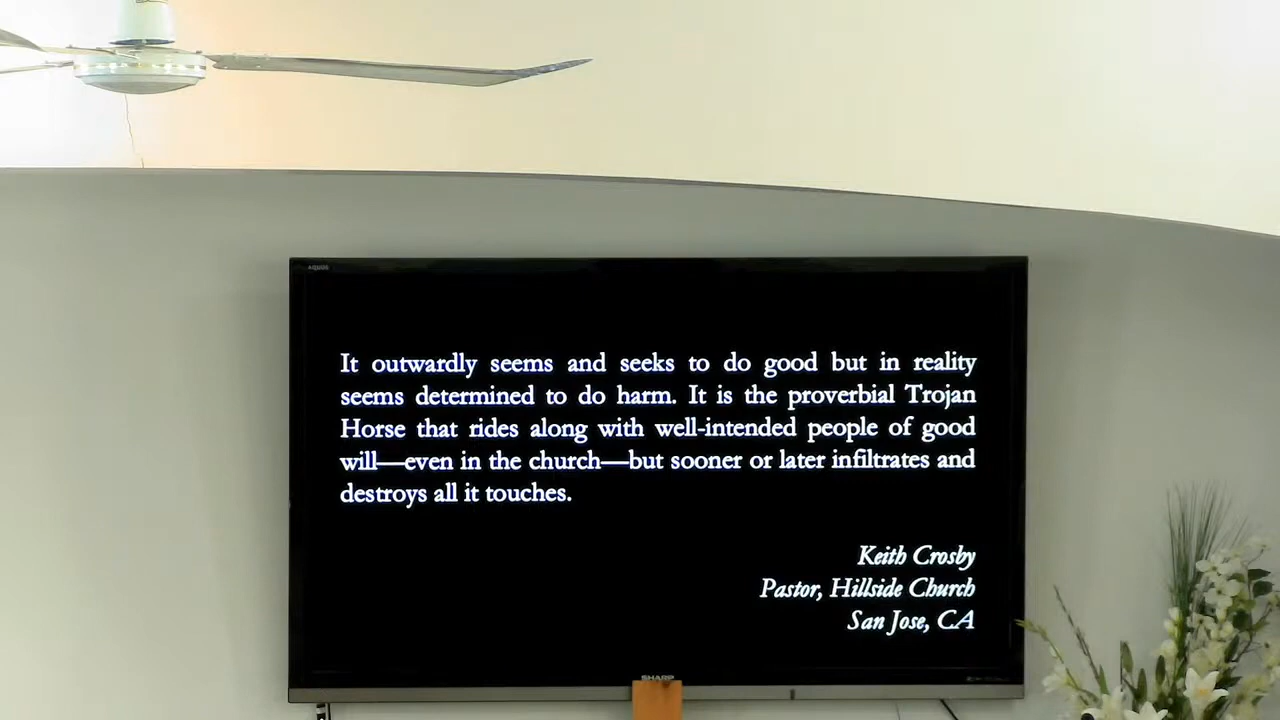 AQUOS
It outwardly seems and seeks to do good but in reality
seems determined to do harm. It is the proverbial Trojan
Horse that rides along with well-intended people of good
will—even in the church—but sooner or later infiltrates and
destroys all it touches.
Keith Crosby
Pastor, Hillside Church
San Jose, CA
SHARP